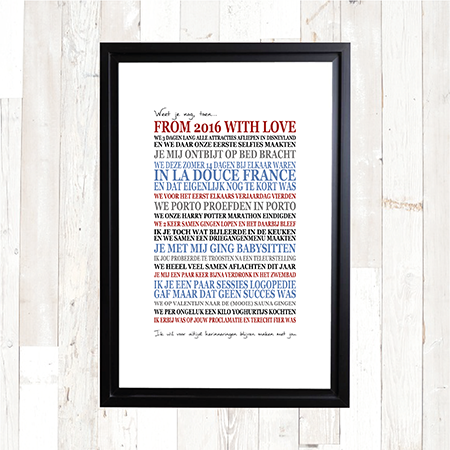 Weet je nog, toen...
FROM 2016 WITH LOVE
WE 3 DAGEN LANG ALLE ATTRACTIES AFLIEPEN IN DISNEYLAND
EN WE DAAR ONZE EERSTE SELFIES MAAKTEN
JE MIJ ONTBIJT OP BED BRACHT
WE DEZE ZOMER 14 DAGEN BIJ ELKAAR WAREN
IN LA DOUCE FRANCE
EN DAT EIGENLIJK NOG TE KORT WAS
WE VOOR HET EERST ELKAARS VERJAARDAG VIERDEN
WE PORTO PROEFDEN IN PORTO
WE ONZE HARRY POTTER MARATHON EINDIGDEN
WE 2 KEER SAMEN GINGEN LOPEN EN HET DAARBIJ BLEEF
IK JE TOCH WAT BIJLEERDE IN DE KEUKEN
EN WE SAMEN EEN DRIEGANGENMENU MAAKTEN
JE MET MIJ GING BABYSITTEN
IK JOU PROBEERDE TE TROOSTEN NA EEN TELEURSTELLING
WE HEEEL VEEL SAMEN AFLACHTEN DIT JAAR
JE MIJ EEN PAAR KEER BIJNA VERDRONK IN HET ZWEMBAD
IK JE EEN PAAR SESSIES LOGOPEDIE
GAF MAAR DAT GEEN SUCCES WAS
WE OP VALENTIJN NAAR DE (MOOIE) SAUNA GINGEN
WE PER ONGELUK EEN KILO YOGHURTIJS KOCHTEN
IK ERBIJ WAS OP JOUW PROCLAMATIE EN TERECHT FIER WAS
Ik wil voor altijd herinneringen blijven maken met jou